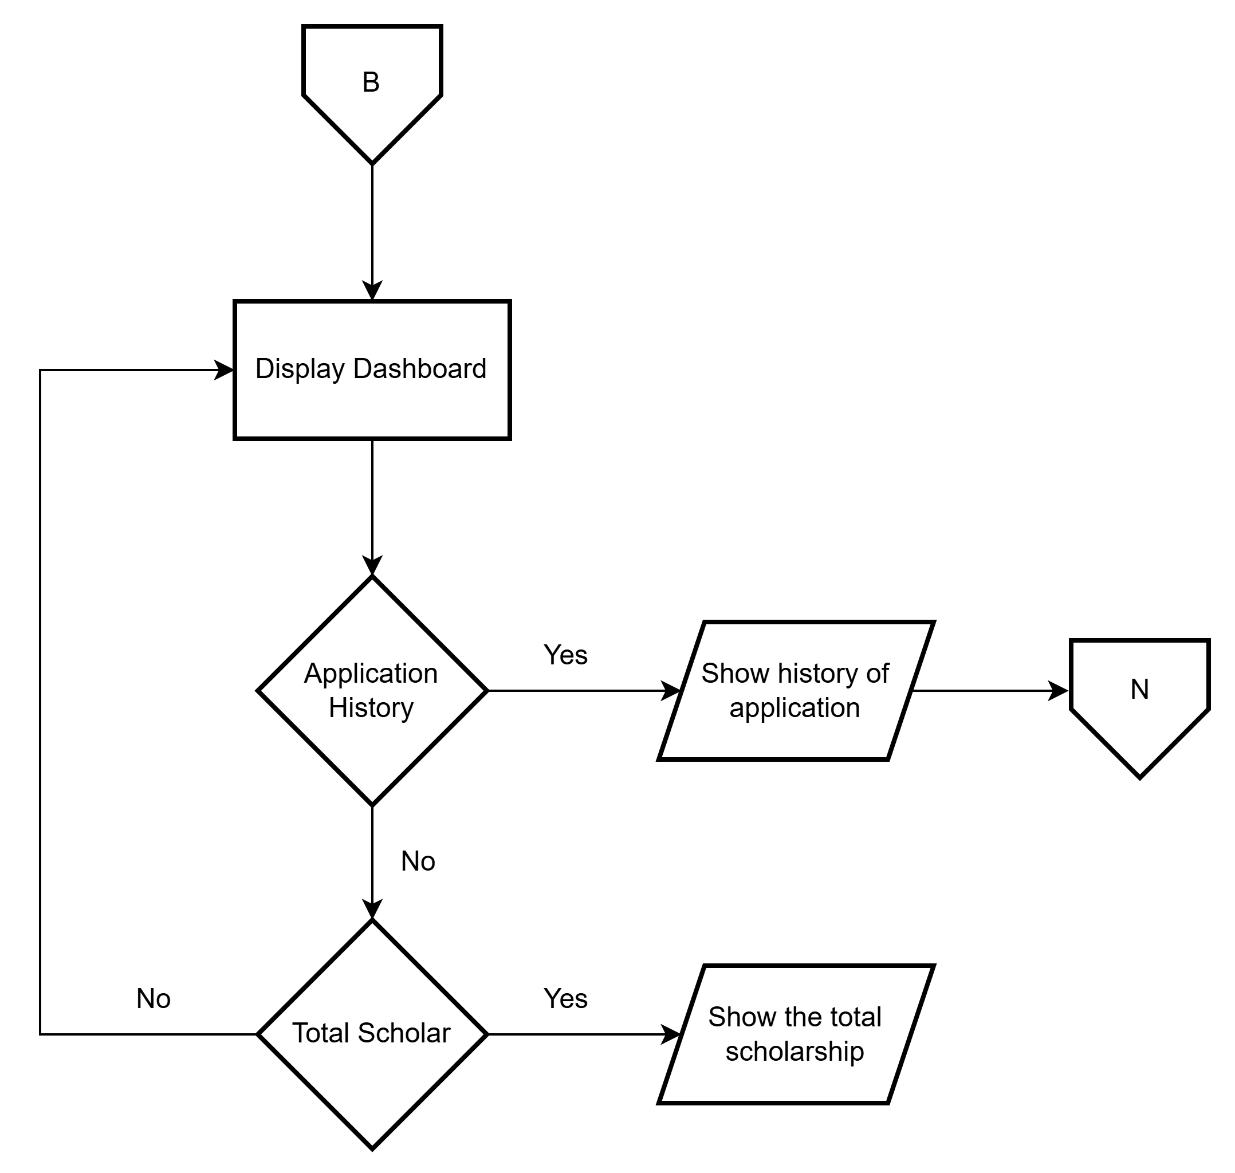 B
Display Dashboard
Application
History
Yes
Show history of
application
N
No
No
Total Scholar
Yes
Show the total
scholarship